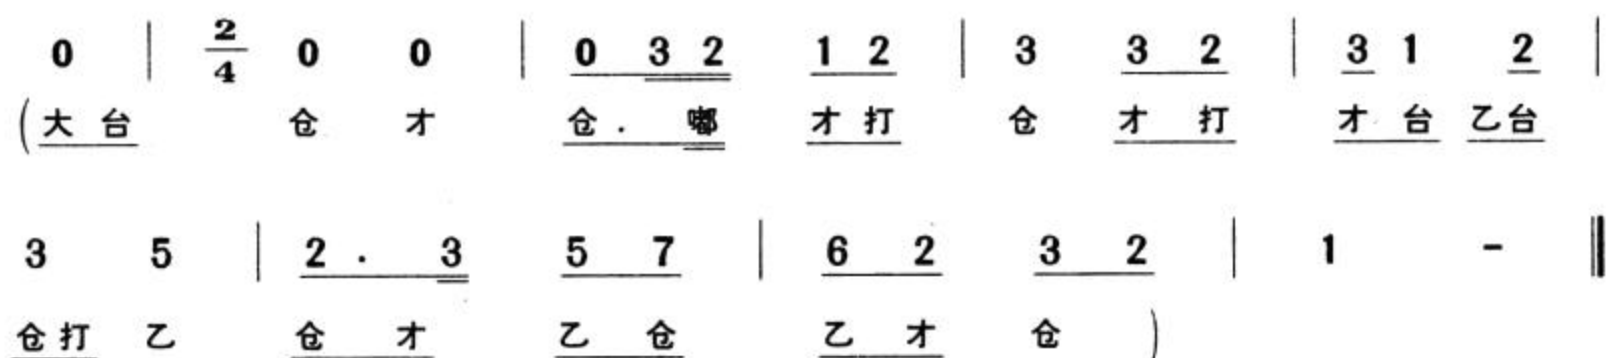 0 | 2/4 0 0 | 0 3 2 1 2 | 3 3 2 | 3 1 2 |
(大台 仓 才 仓. 嘟 才打 仓 才打 才台 乙台
3 5 | 2 . 3 5 7 | 6 2 3 2 | 1 - ‖
仓打 乙 仓 才 乙 仓 乙 才 仓 )